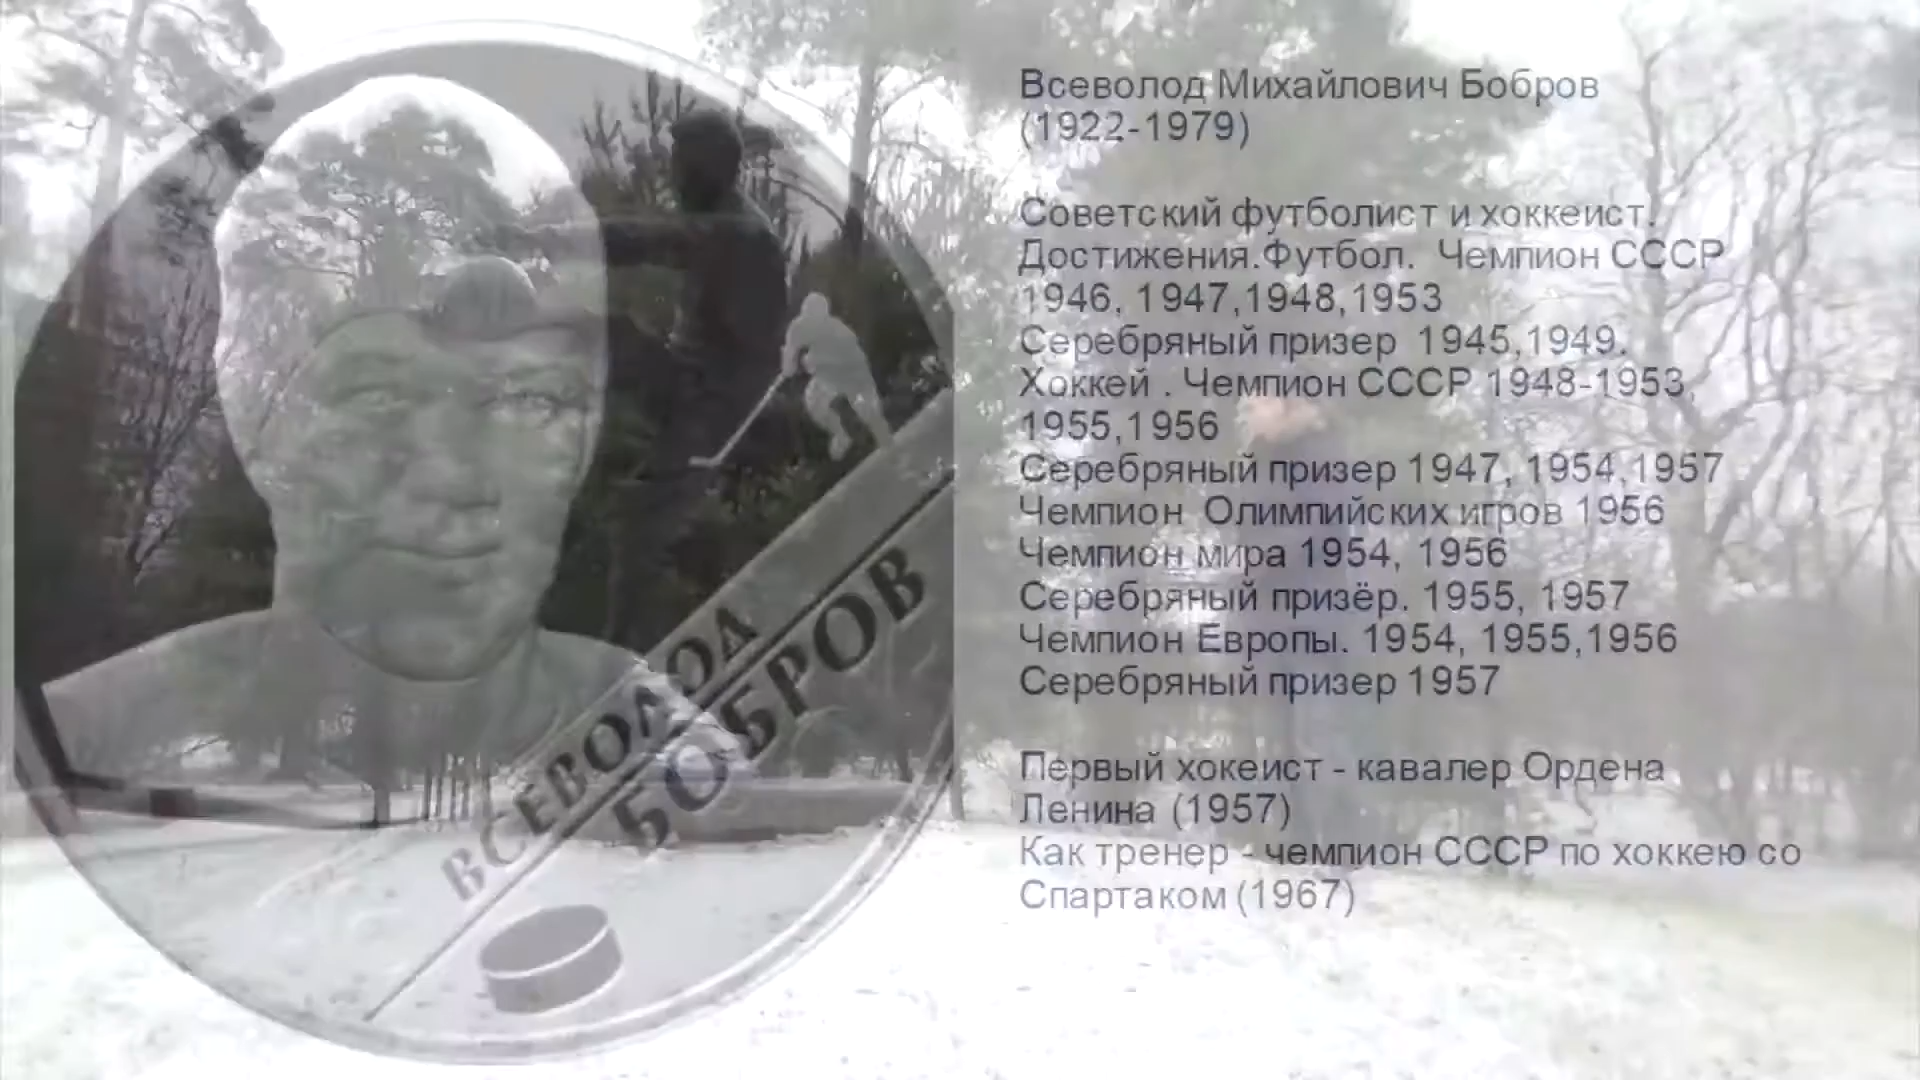 Всеволод Михайлович Бобров
(1922-1979)
Советский футболист и хоккеист.
Достижения.Футбол. Чемпион СССР
1946, 1947,1948,1953
Серебряный призер 1945,1949.
Хоккей . Чемпион СССР 1948-1953,
1955,1956
Серебряный призер 1947, 1954,1957
Чемпион Олимпийских игров 1956
Чемпион мира 1954, 1956
Серебряный призёр. 1955, 1957
Чемпион Европы. 1954, 1955,1956
Серебряный призер 1957
Первый хокеист - кавалер Ордена
Ленина (1957)
Как тренер - чемпион СССР по хоккею со
Спартаком (1967)
ВСЕВОЛОД
БОБРОВ